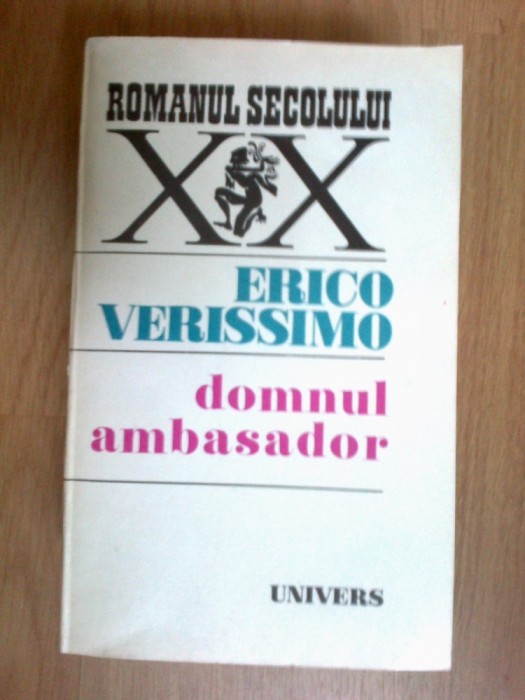 ROMANUL SECOLULUI
XX
ERICO
VERISSIMO
domnul
ambasador
UNIVERS